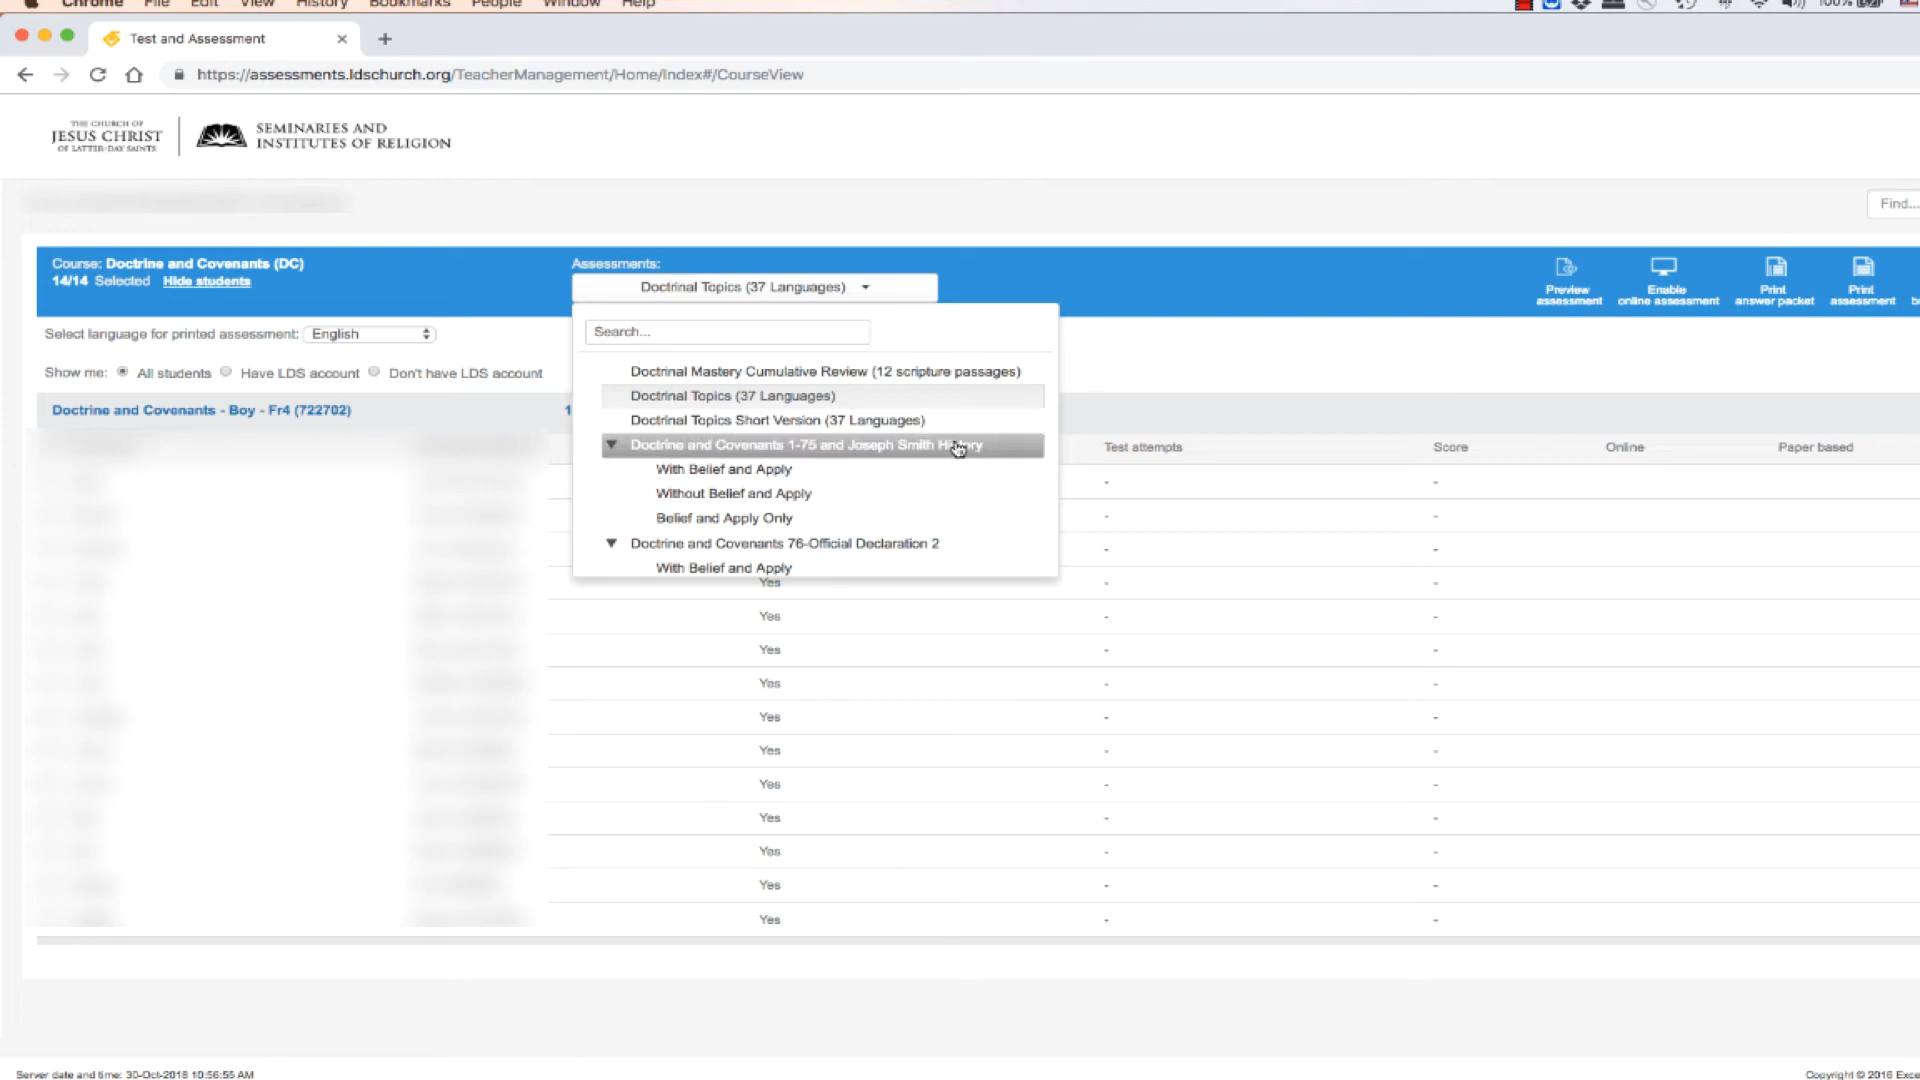 Chrome File Edit View History Bookmarks People Window Help 100%
Test and Assessment
https://assessments.ldschurch.org/TeacherManagement/Home/Index#/CourseView
THE CHURCH OF
JESUS CHRIST
OF LATTER-DAY SAINTS
SEMINARIES AND
INSTITUTES OF RELIGION
Find...
Course: Doctrine and Covenants (DC)
14/14 Selected Hide students
Assessments:
Doctrinal Topics (37 Languages)
Preview
assessment
Enable
online assessment
Print
answer packet
Print
assessment
Select language for printed assessment: English
Show me: All students Have LDS account Don't have LDS account
Search...
Doctrinal Mastery Cumulative Review (12 scripture passages)
Doctrinal Topics (37 Languages)
Doctrinal Topics Short Version (37 Languages)
Doctrine and Covenants 1-75 and Joseph Smith History
With Belief and Apply
Without Belief and Apply
Belief and Apply Only
Doctrine and Covenants 76-Official Declaration 2
With Belief and Apply
Doctrine and Covenants - Boy - Fr4 (722702) 1
Test attempts Score Online Paper based
- -
- -
- -
Yes - -
Yes - -
Yes - -
Yes - -
Yes - -
Yes - -
Yes - -
Yes - -
Yes - -
Yes - -
Yes - -
Server date and time: 30-Oct-2018 10:56:55 AM
Copyright © 2016